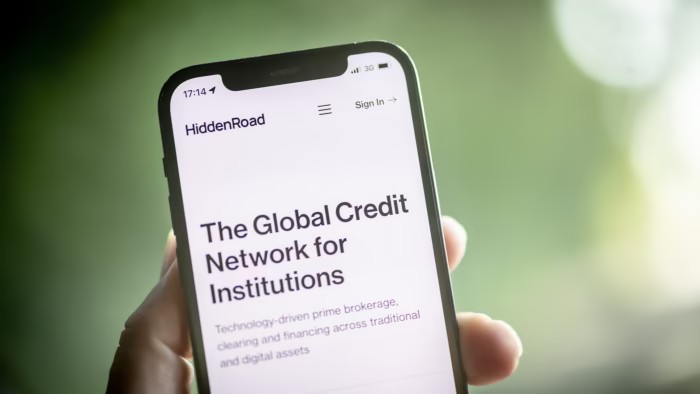 17:14
3G
HiddenRoad
Sign In →
The Global Credit
Network for
Institutions
Technology-driven prime brokerage,
clearing and financing across traditional
and digital assets